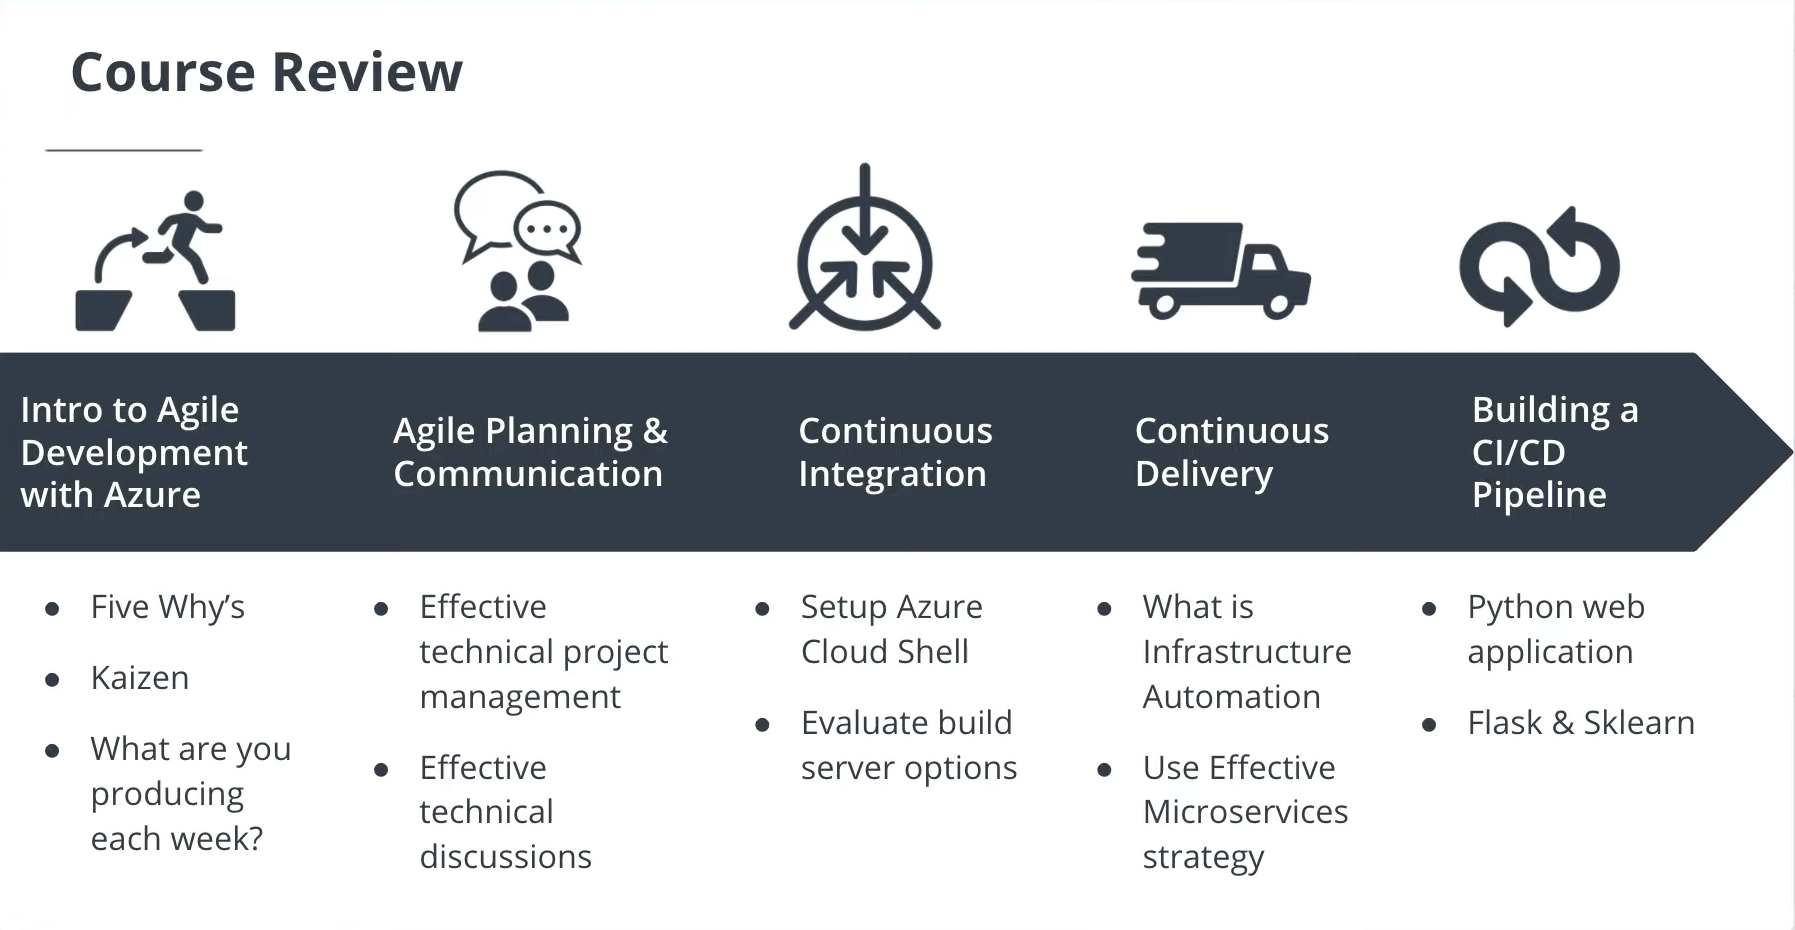 Course Review
Intro to Agile
Development
with Azure
Agile Planning &
Communication
Continuous
Integration
Continuous
Delivery
Building a
CI/CD
Pipeline
● Five Why’s
● Kaizen
● What are you
producing
each week?
● Effective
technical project
management
● Effective
technical
discussions
● Setup Azure
Cloud Shell
● Evaluate build
server options
● What is
Infrastructure
Automation
● Use Effective
Microservices
strategy
● Python web
application
● Flask & Sklearn